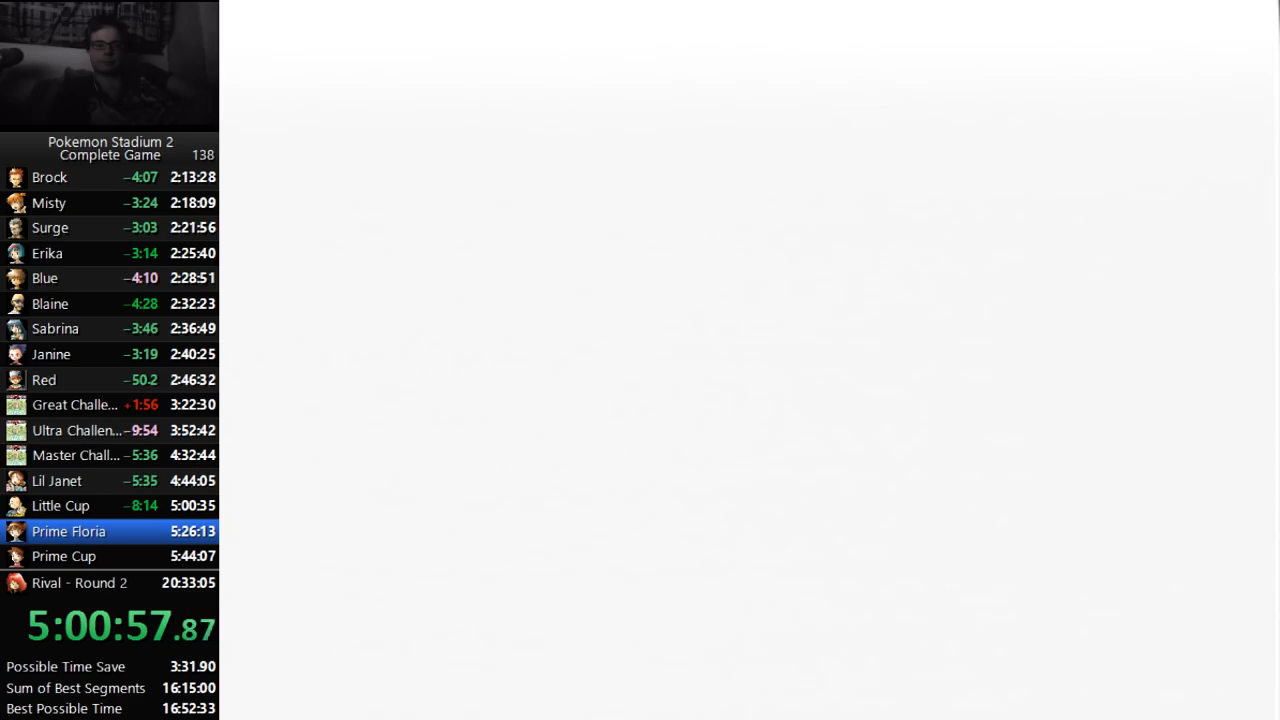 Pokemon Stadium 2
Complete Game 138
Brock −4:07 2:13:28
Misty −3:24 2:18:09
Surge −3:03 2:21:56
Erika −3:14 2:25:40
Blue −4:10 2:28:51
Blaine −4:28 2:32:23
Sabrina −3:46 2:36:49
Janine −3:19 2:40:25
Red −50.2 2:46:32
Great Challe... +1:56 3:22:30
Ultra Challen... −9:54 3:52:42
Master Chall... −5:36 4:32:44
Lil Janet −5:35 4:44:05
Little Cup −8:14 5:00:35
Prime Floria 5:26:13
Prime Cup 5:44:07
Rival - Round 2 20:33:05
5:00:57.87
Possible Time Save 3:31.90
Sum of Best Segments 16:15:00
Best Possible Time 16:52:33